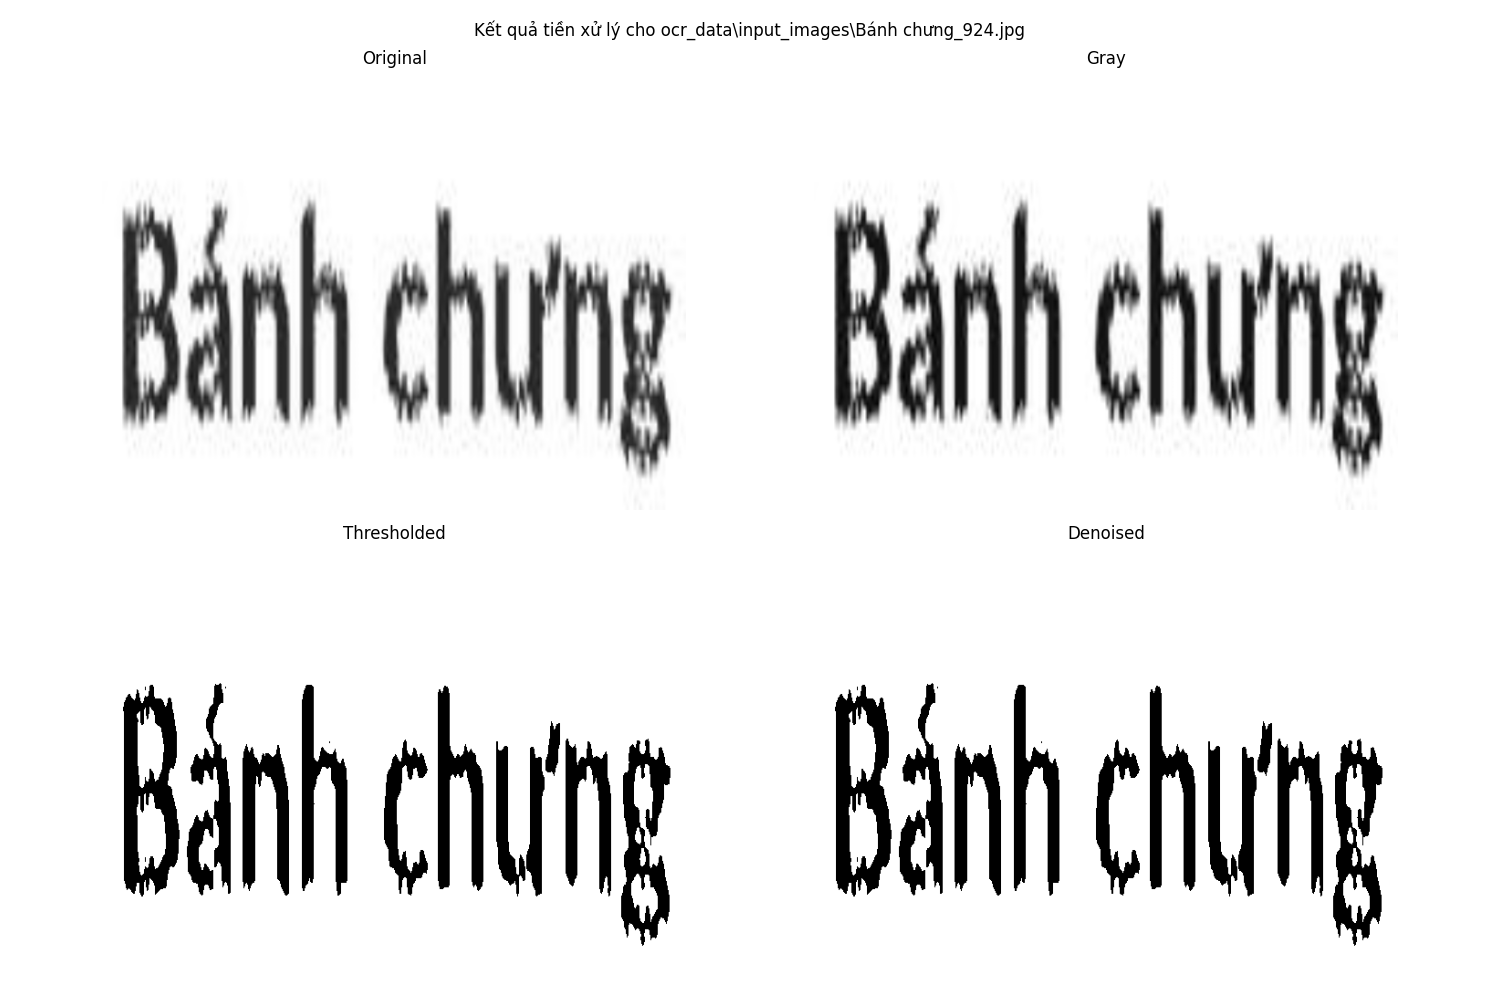 Kết quả tiền xử lý cho ocr_data\input_images\Bánh chưng_924.jpg
Original
Gray
Bánh chưng
Bánh chưng
Thresholded
Denoised
Bánh chưng
Bánh chưng